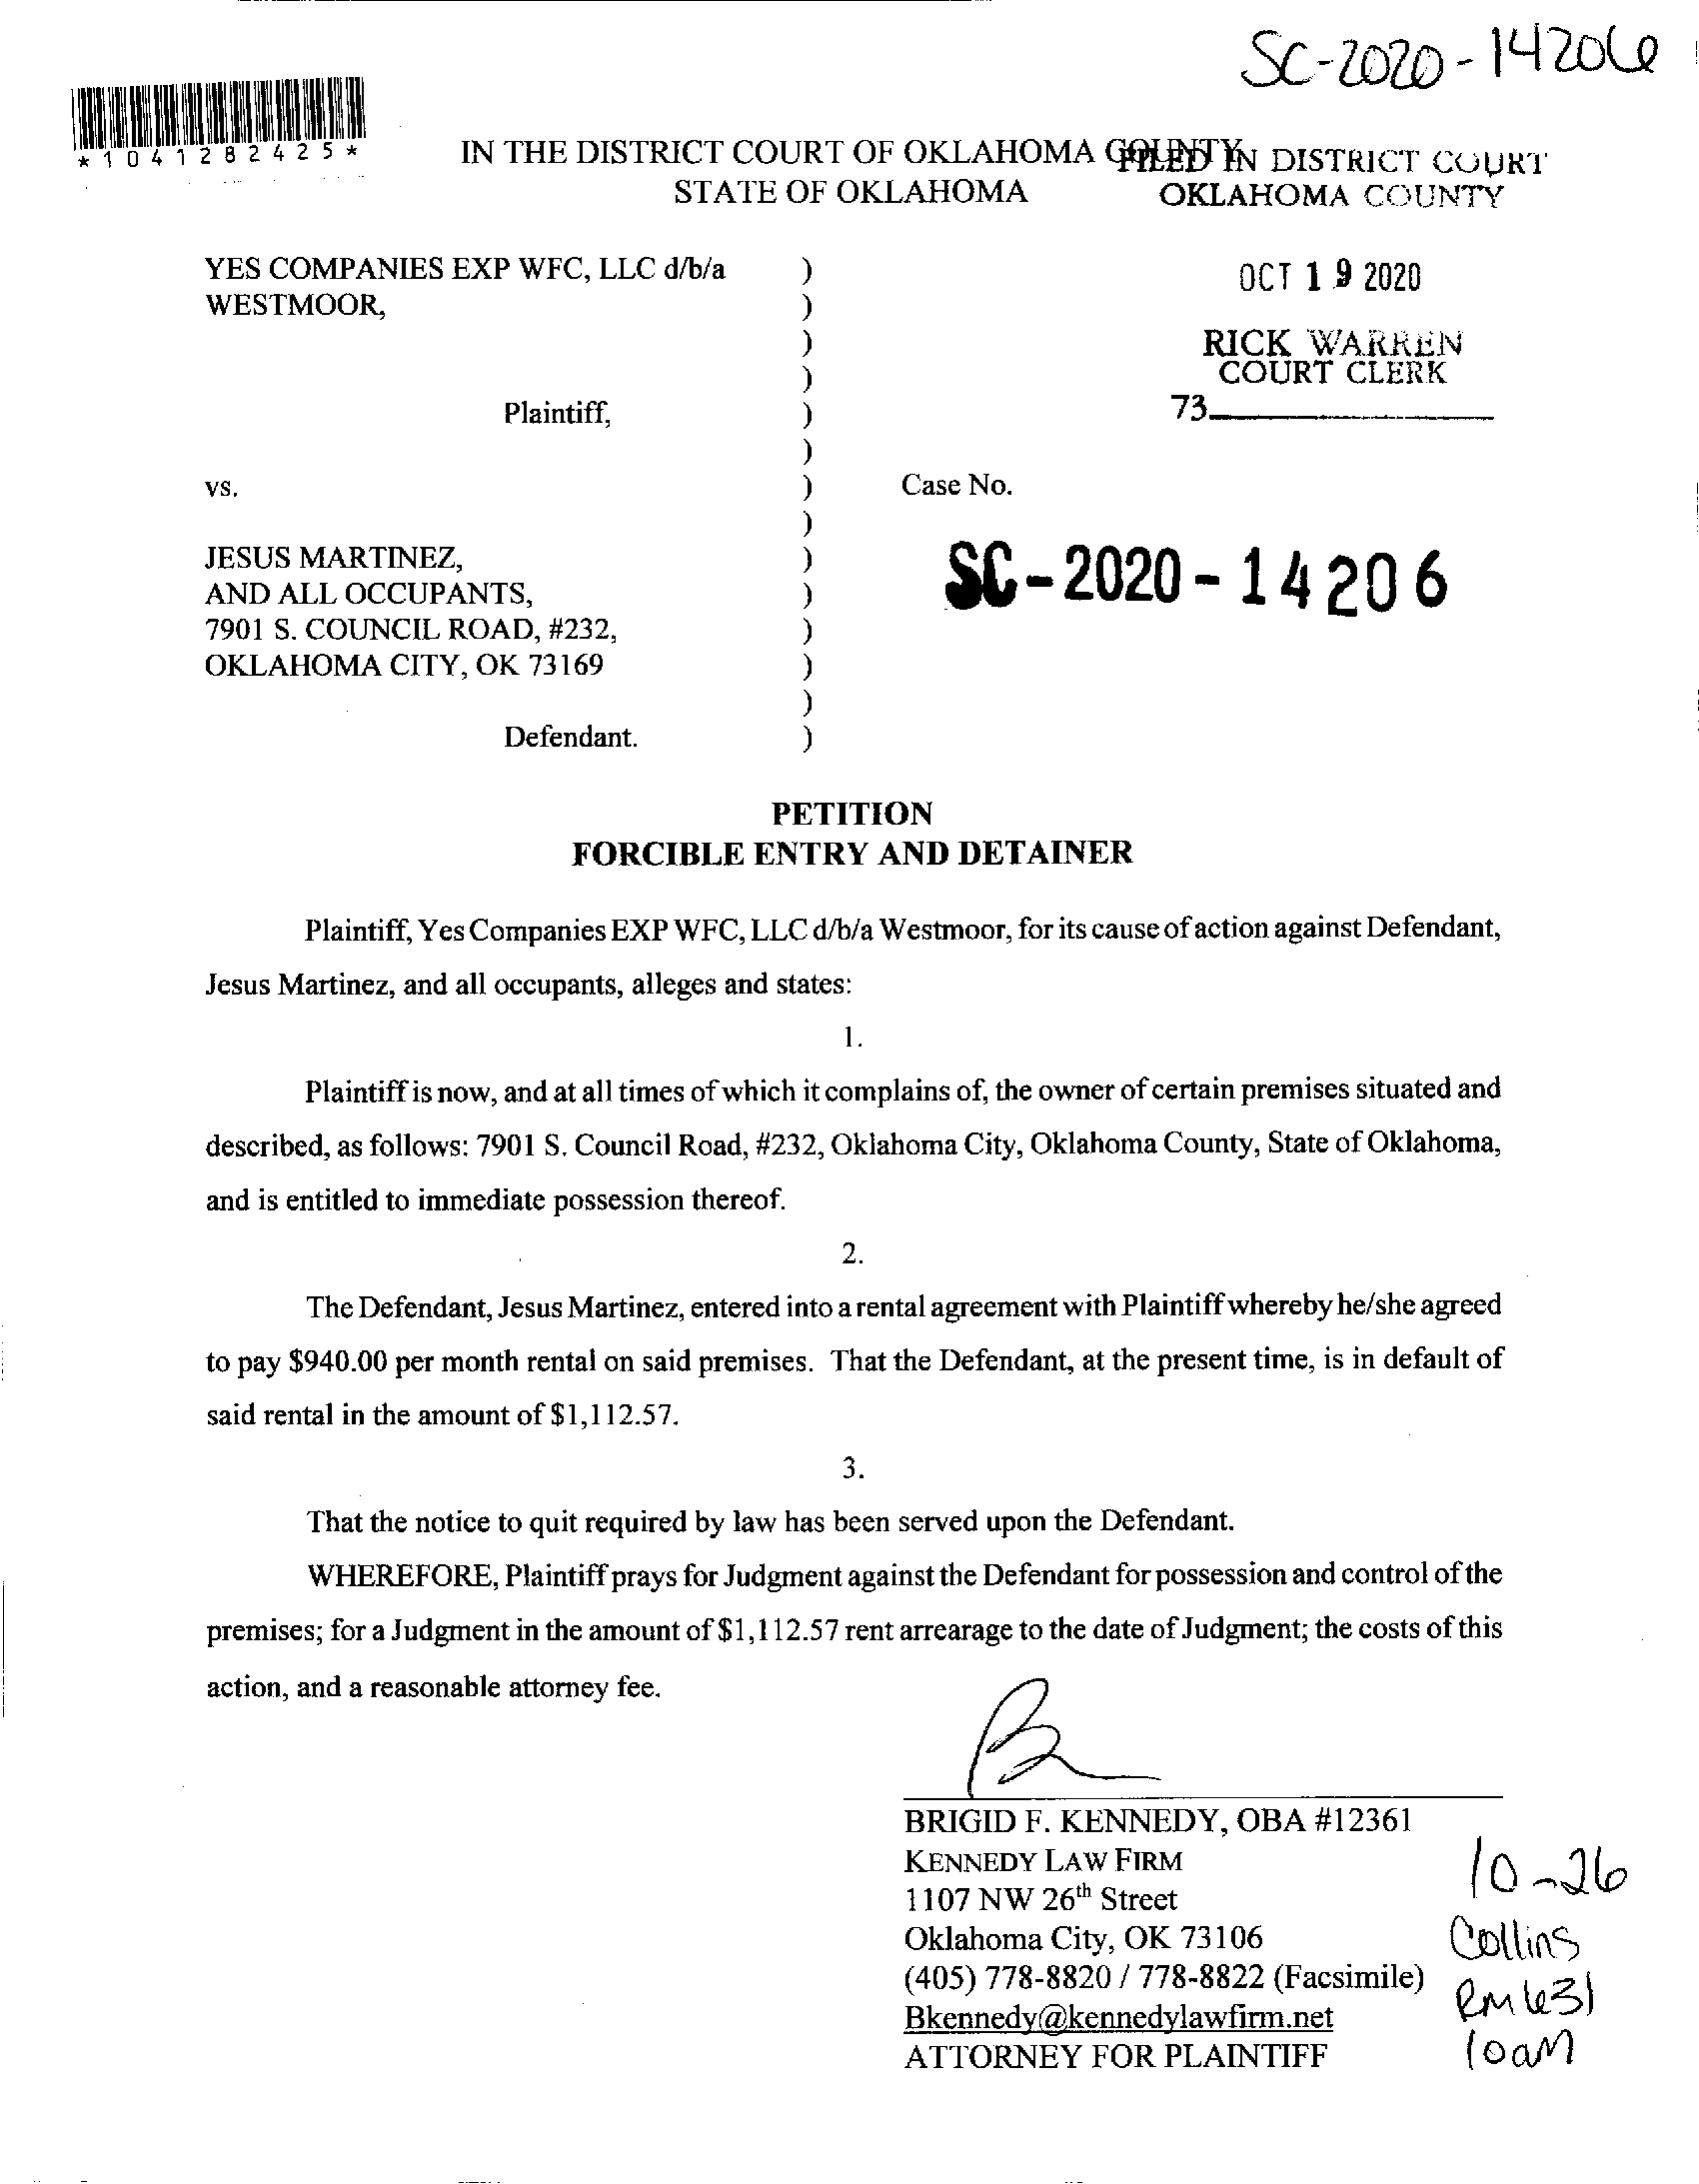 SC-2020-14206
*1041282425*
IN THE DISTRICT COURT OF OKLAHOMA COUNTY
STATE OF OKLAHOMA
FILED IN DISTRICT COURT
OKLAHOMA COUNTY
OCT 19 2020
RICK WARREN
COURT CLERK
73
YES COMPANIES EXP WFC, LLC d/b/a )
WESTMOOR, )
)
)
Plaintiff, )
)
vs. ) Case No.
)
JESUS MARTINEZ, ) SC-2020-14206
AND ALL OCCUPANTS, )
7901 S. COUNCIL ROAD, #232, )
OKLAHOMA CITY, OK 73169 )
)
Defendant. )
PETITION
FORCIBLE ENTRY AND DETAINER
Plaintiff, Yes Companies EXP WFC, LLC d/b/a Westmoor, for its cause of action against Defendant,
Jesus Martinez, and all occupants, alleges and states:
1.
Plaintiff is now, and at all times of which it complains of, the owner of certain premises situated and
described, as follows: 7901 S. Council Road, #232, Oklahoma City, Oklahoma County, State of Oklahoma,
and is entitled to immediate possession thereof.
2.
The Defendant, Jesus Martinez, entered into a rental agreement with Plaintiff whereby he/she agreed
to pay $940.00 per month rental on said premises. That the Defendant, at the present time, is in default of
said rental in the amount of $1,112.57.
3.
That the notice to quit required by law has been served upon the Defendant.
WHEREFORE, Plaintiff prays for Judgment against the Defendant for possession and control of the
premises; for a Judgment in the amount of $1,112.57 rent arrearage to the date of Judgment; the costs of this
action, and a reasonable attorney fee.
BRIGID F. KENNEDY, OBA #12361
KENNEDY LAW FIRM
1107 NW 26th Street
Oklahoma City, OK 73106
(405) 778-8820 / 778-8822 (Facsimile)
Bkennedy@kennedylawfirm.net
ATTORNEY FOR PLAINTIFF
10-26
Collins
RM 631
10am